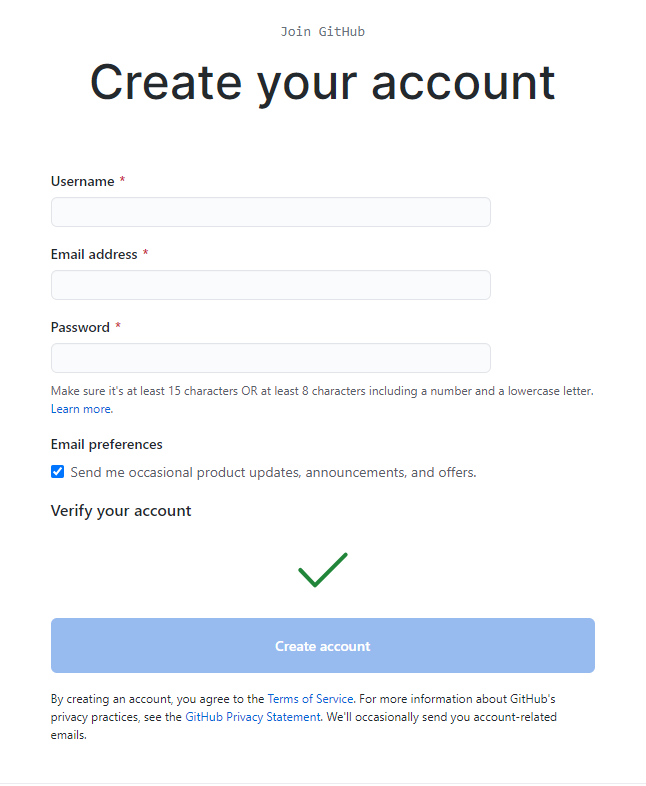 Join GitHub
Create your account
Username *
Email address *
Password *
Make sure it's at least 15 characters OR at least 8 characters including a number and a lowercase letter.
Learn more.
Email preferences
Send me occasional product updates, announcements, and offers.
Verify your account
Create account
By creating an account, you agree to the Terms of Service. For more information about GitHub's
privacy practices, see the GitHub Privacy Statement. We'll occasionally send you account-related
emails.